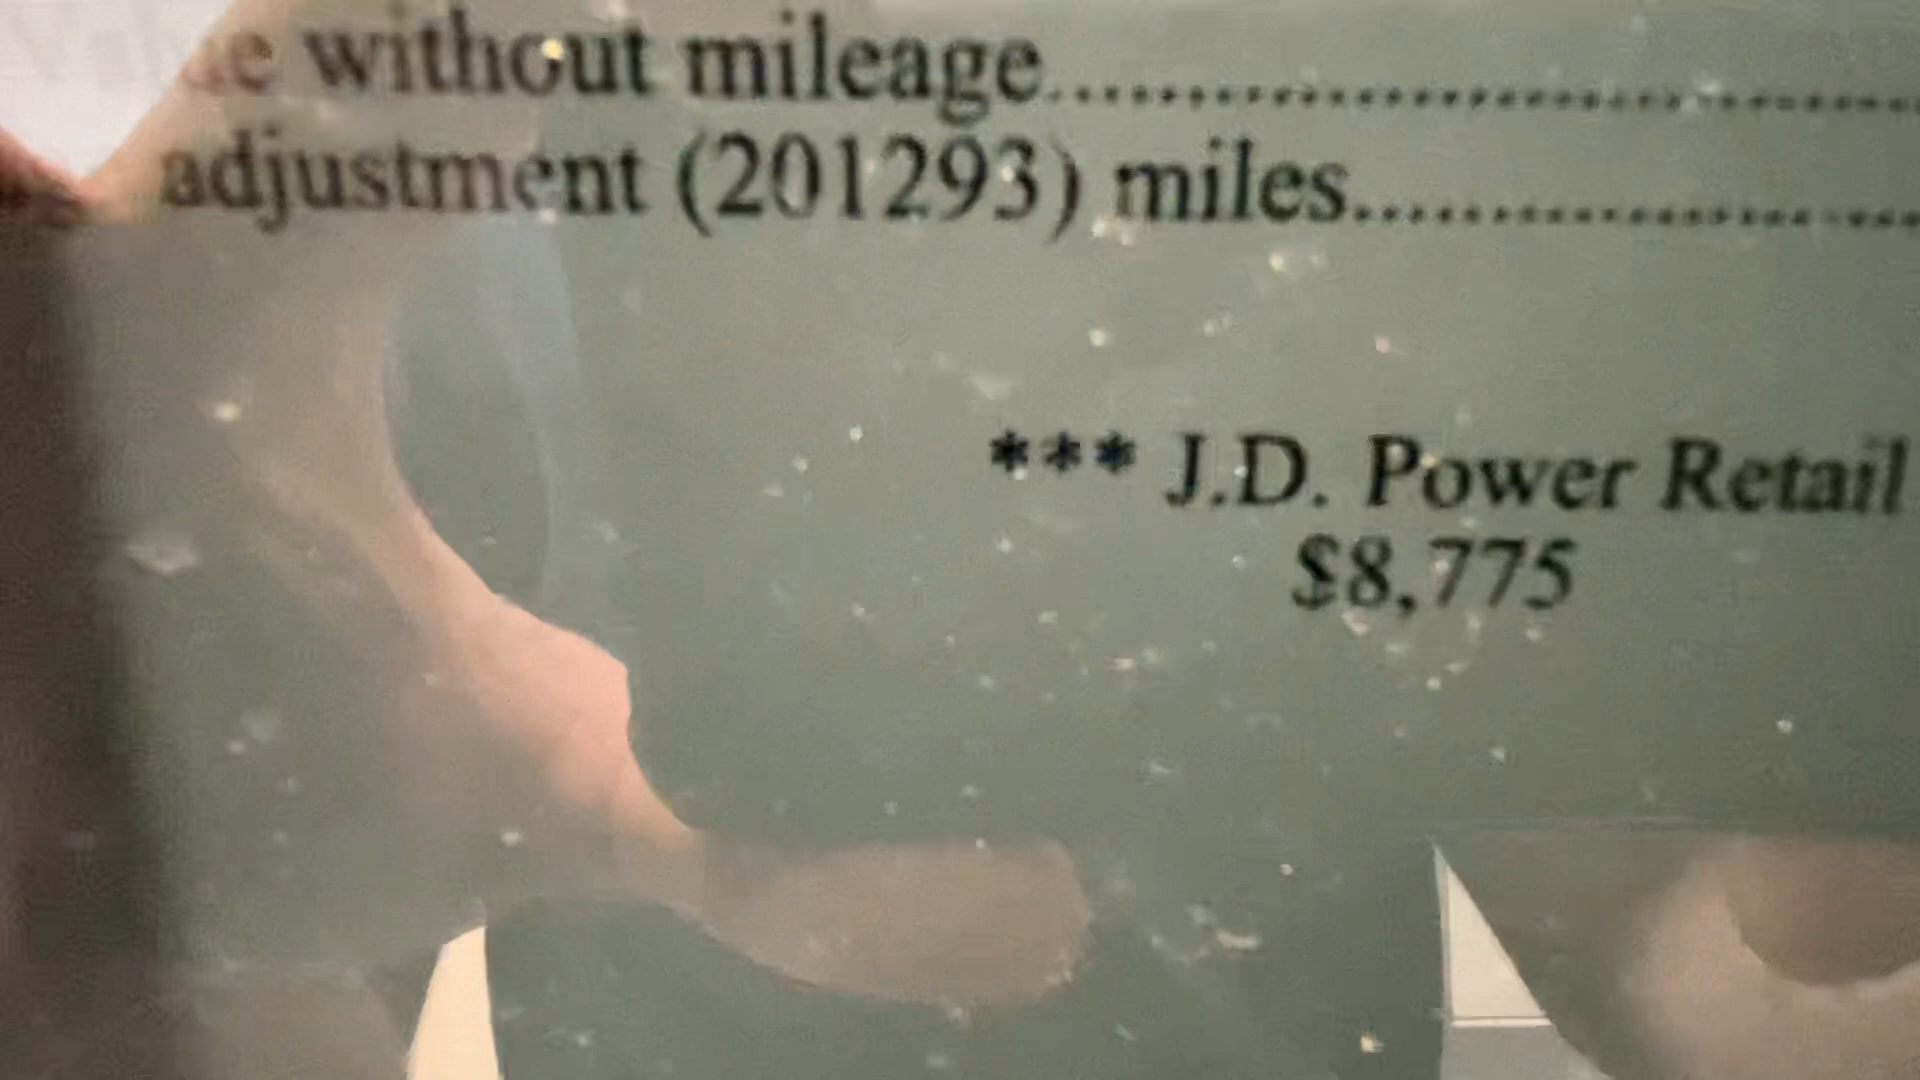 without mileage..............................
adjustment (201293) miles....................
*** J.D. Power Retail
$8,775